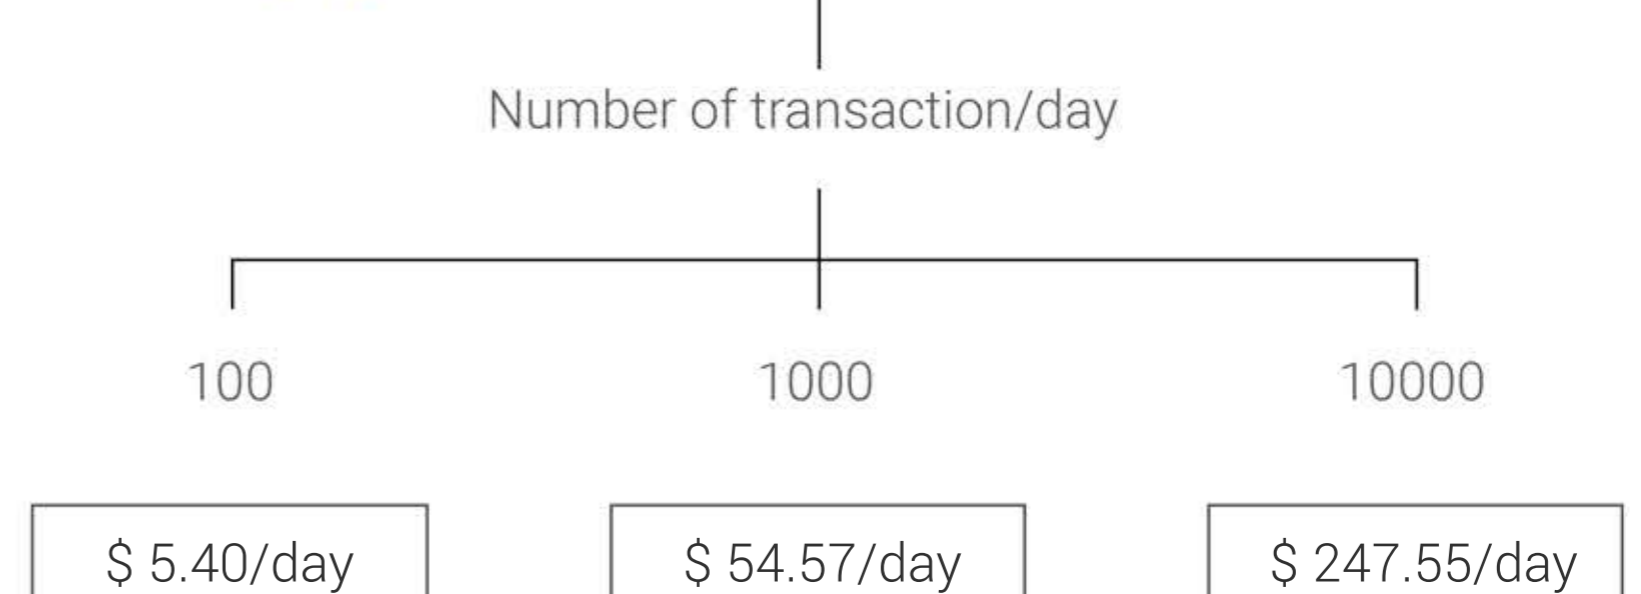 Number of transaction/day
100 1000 10000
$ 5.40/day $ 54.57/day $ 247.55/day